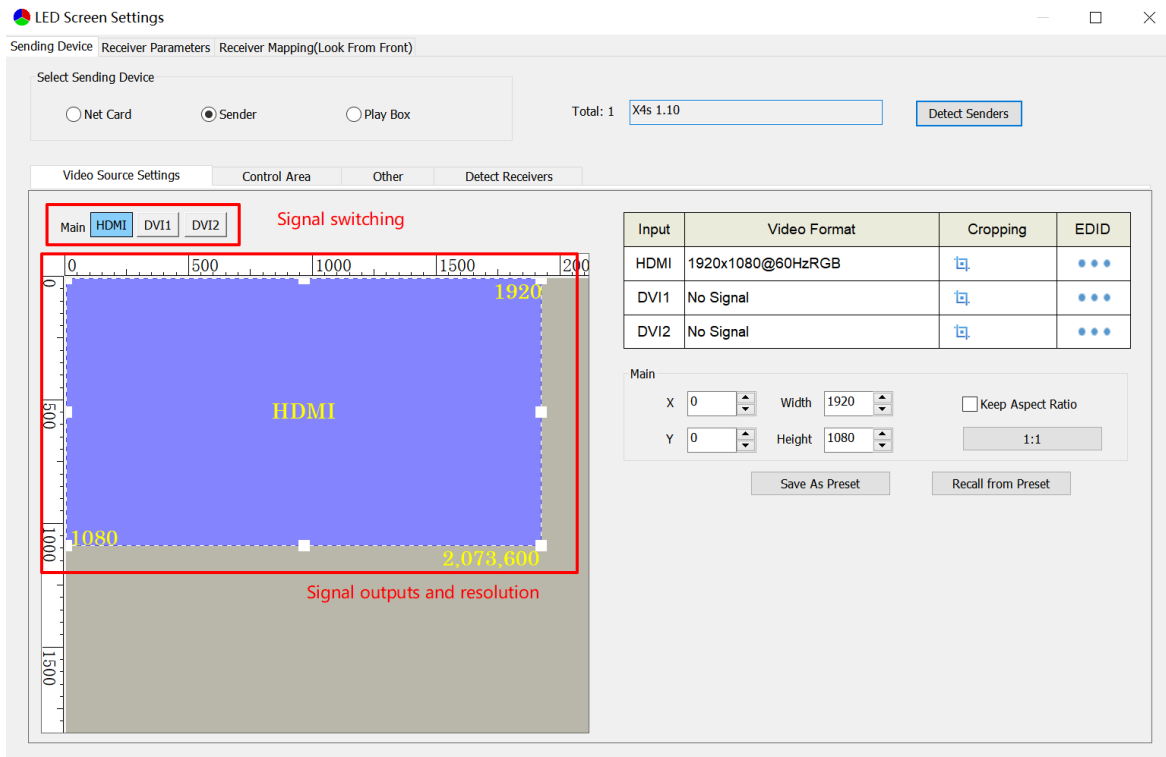 LED Screen Settings
Sending Device Receiver Parameters Receiver Mapping(Look From Front)
Select Sending Device
Net Card Sender Play Box
Total: 1 X4s 1.10 Detect Senders
Video Source Settings Control Area Other Detect Receivers
Main HDMI DVI1 DVI2 Signal switching
0 500 1000 1500 200
0
500
1000
1500
1920
HDMI
1080
2,073,600
Signal outputs and resolution
Input Video Format Cropping EDID
HDMI 1920x1080@60HzRGB
DVI1 No Signal
DVI2 No Signal
Main
X 0 Width 1920 Keep Aspect Ratio
Y 0 Height 1080 1:1
Save As Preset Recall from Preset